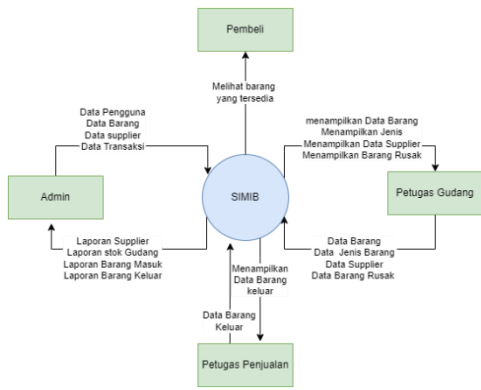 Pembeli
Melihat barang
yang tersedia
Data Pengguna
Data Barang
Data supplier
Data Transaksi
menampilkan Data Barang
Menampilkan Jenis
Menampilkan Data Supplier
Menampilkan Barang Rusak
Admin
SIMIB
Petugas Gudang
Laporan Supplier
Laporan stok Gudang
Laporan Barang Masuk
Laporan Barang Keluar
Data Barang
Data Jenis Barang
Data Supplier
Data Barang Rusak
Menampilkan
Data Barang
keluar
Data Barang
Keluar
Petugas Penjualan